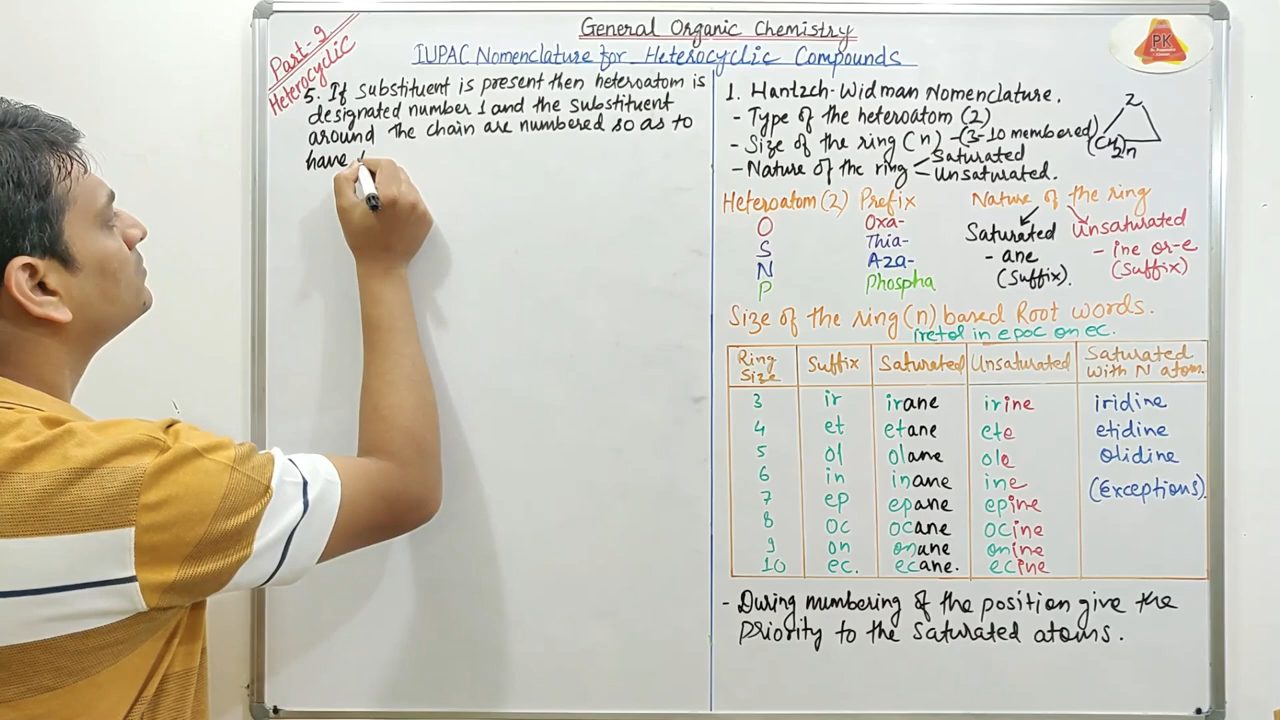 General Organic Chemistry
IUPAC Nomenclature for Heterocyclic Compounds
Part-9
Heterocyclic
5. If substituent is present then heteroatom is
designated number 1 and the substituent
around the chain are numbered so as to
have
1. Hantzch-Widman Nomenclature.
- Type of the heteroatom (Z)
- Size of the ring (n) -(3-10 membered)
- Nature of the ring - Saturated
- Unsaturated.
Z
(CH2)n
Heteroatom (Z) Prefix
O Oxa-
S Thia-
N Aza-
P Phospha
Nature of the ring
Saturated Unsaturated
- ane - ine or -e
(Suffix). (Suffix)
Size of the ring (n) based Root words.
iretol in epoc on ec.
Ring Size Suffix Saturated Unsaturated Saturated with N atom.
3 ir irane irine iridine
4 et etane ete etidine
5 ol olane ole olidine
6 in inane ine (Exceptions).
7 ep epane epine
8 oc ocane ocine
9 on onane onine
10 ec. ecane. ecine
- During numbering of the position give the
priority to the saturated atoms.
PK